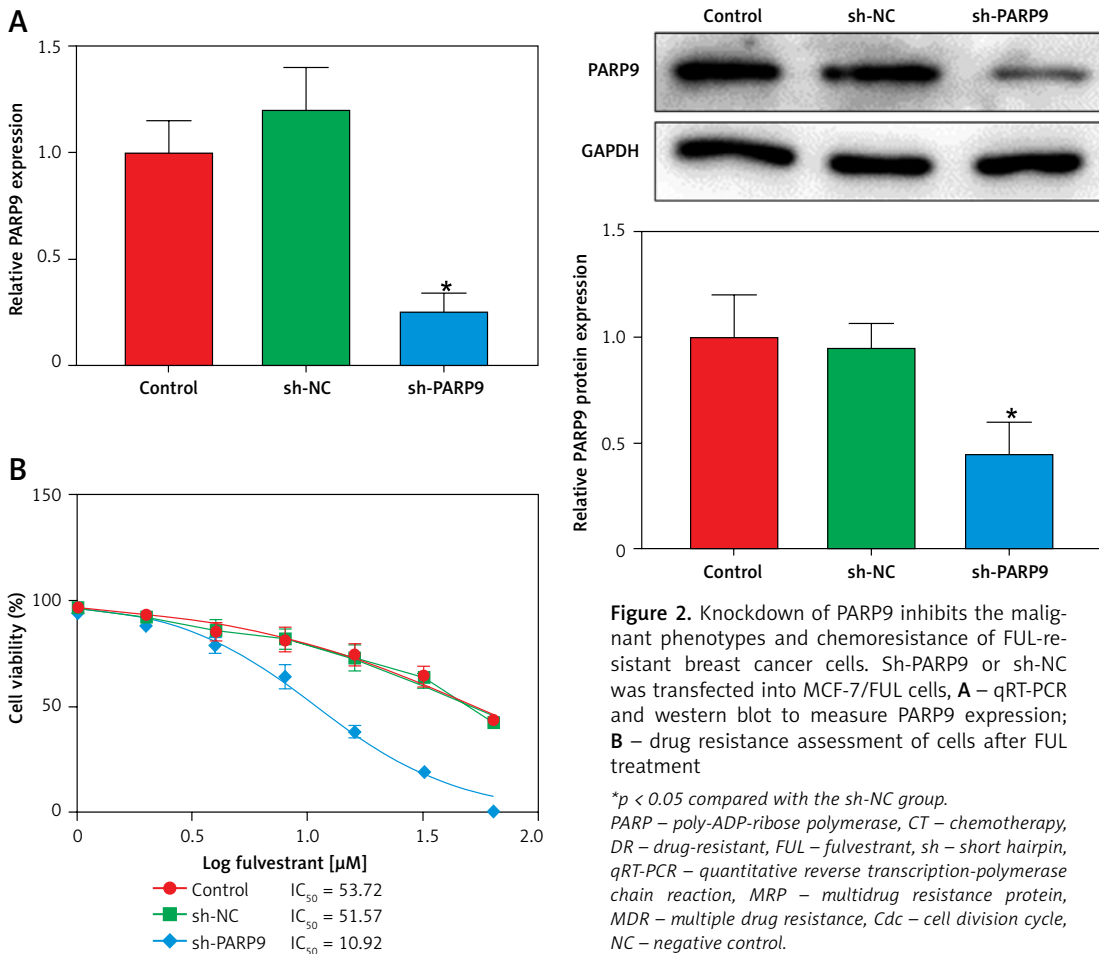 A
Relative PARP9 expression
1.5
1.0
0.5
0
Control sh-NC sh-PARP9
*
Control sh-NC sh-PARP9
PARP9
GAPDH
Relative PARP9 protein expression
1.5
1.0
0.5
0
Control sh-NC sh-PARP9
*
B
Cell viability (%)
150
100
50
0
0 0.5 1.0 1.5 2.0
Log fulvestrant [µM]
Control IC50 = 53.72
sh-NC IC50 = 51.57
sh-PARP9 IC50 = 10.92
Figure 2. Knockdown of PARP9 inhibits the malig-
nant phenotypes and chemoresistance of FUL-re-
sistant breast cancer cells. Sh-PARP9 or sh-NC
was transfected into MCF-7/FUL cells, A – qRT-PCR
and western blot to measure PARP9 expression;
B – drug resistance assessment of cells after FUL
treatment
*p < 0.05 compared with the sh-NC group.
PARP – poly-ADP-ribose polymerase, CT – chemotherapy,
DR – drug-resistant, FUL – fulvestrant, sh – short hairpin,
qRT-PCR – quantitative reverse transcription-polymerase
chain reaction, MRP – multidrug resistance protein,
MDR – multiple drug resistance, Cdc – cell division cycle,
NC – negative control.